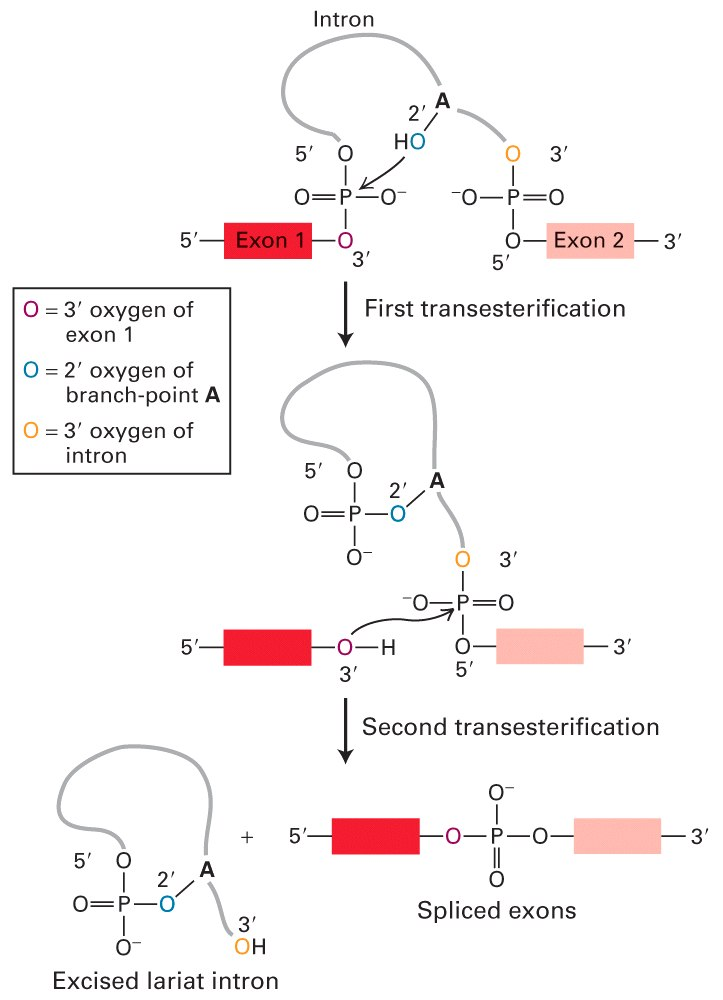 Intron
A
2′
HO
5′ O O 3′
O=P–O⁻ ⁻O–P=O
5′ Exon 1 O O Exon 2 3′
3′ 5′
First transesterification
O = 3′ oxygen of
exon 1
O = 2′ oxygen of
branch-point A
O = 3′ oxygen of
intron
5′ O A
2′
O=P–O
O⁻ O 3′
⁻O–P=O
5′ O–H O 3′
3′ 5′
Second transesterification
O⁻
+ 5′ O–P–O 3′
O
5′ O A
2′
O=P–O
3′
O⁻ OH
Spliced exons
Excised lariat intron